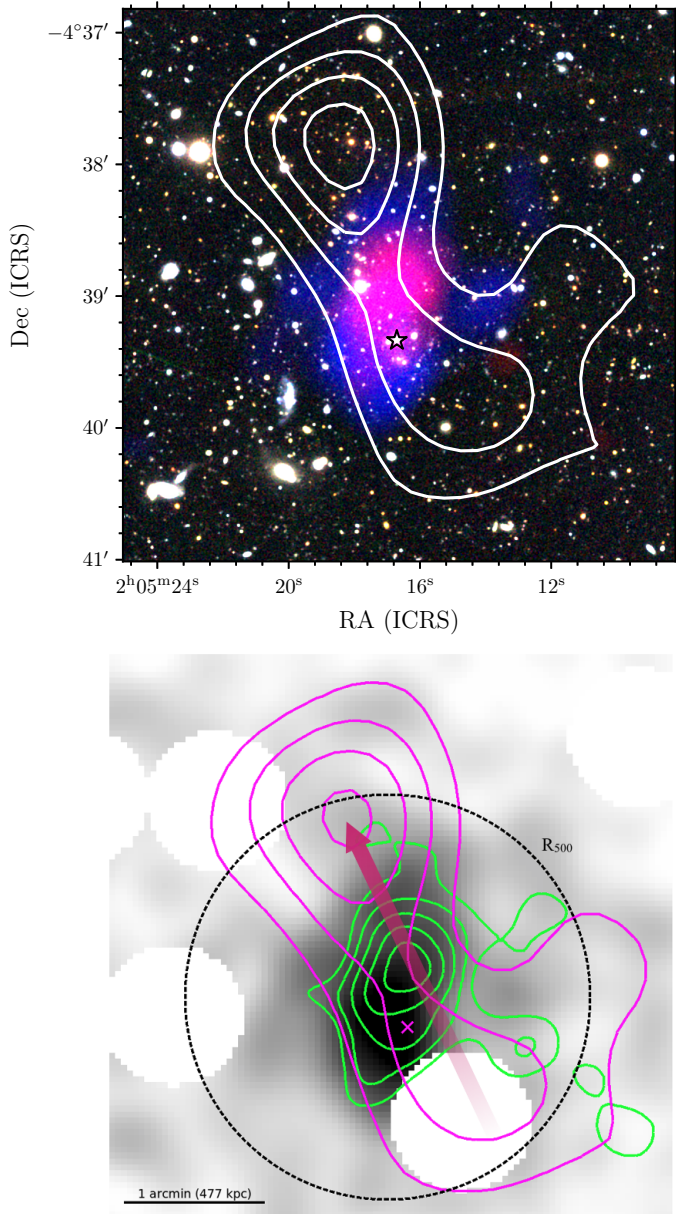 −4°37′
38′
39′
40′
41′
Dec (ICRS)
2ʰ05ᵐ24ˢ
20ˢ
16ˢ
12ˢ
RA (ICRS)
R₅₀₀
1 arcmin (477 kpc)